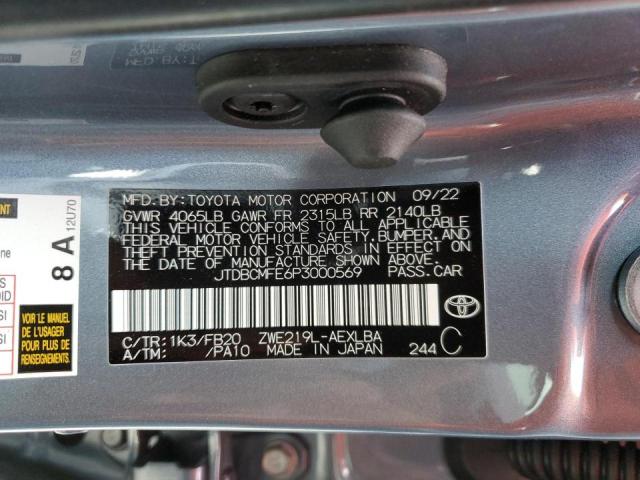 MFD.BY:TOYOTA MOTOR CORPORATION 09/22
GVWR 4065LB GAWR FR 2315LB RR 2140LB
THIS VEHICLE CONFORMS TO ALL APPLICABLE
FEDERAL MOTOR VEHICLE SAFETY, BUMPER, AND
THEFT PREVENTION STANDARDS IN EFFECT ON
THE DATE OF MANUFACTURE SHOWN ABOVE.
JTDBCMFE6P3000569 PASS.CAR
C/TR:1K3/FB20 ZWE219L-AEXLBA
A/TM: /PA10 MADE IN JAPAN 244 C
TOYOTA
8 A 12U70
VOIR LE MANUEL
DU
POUR PLUS DE
RENSEIGNEMENTS.